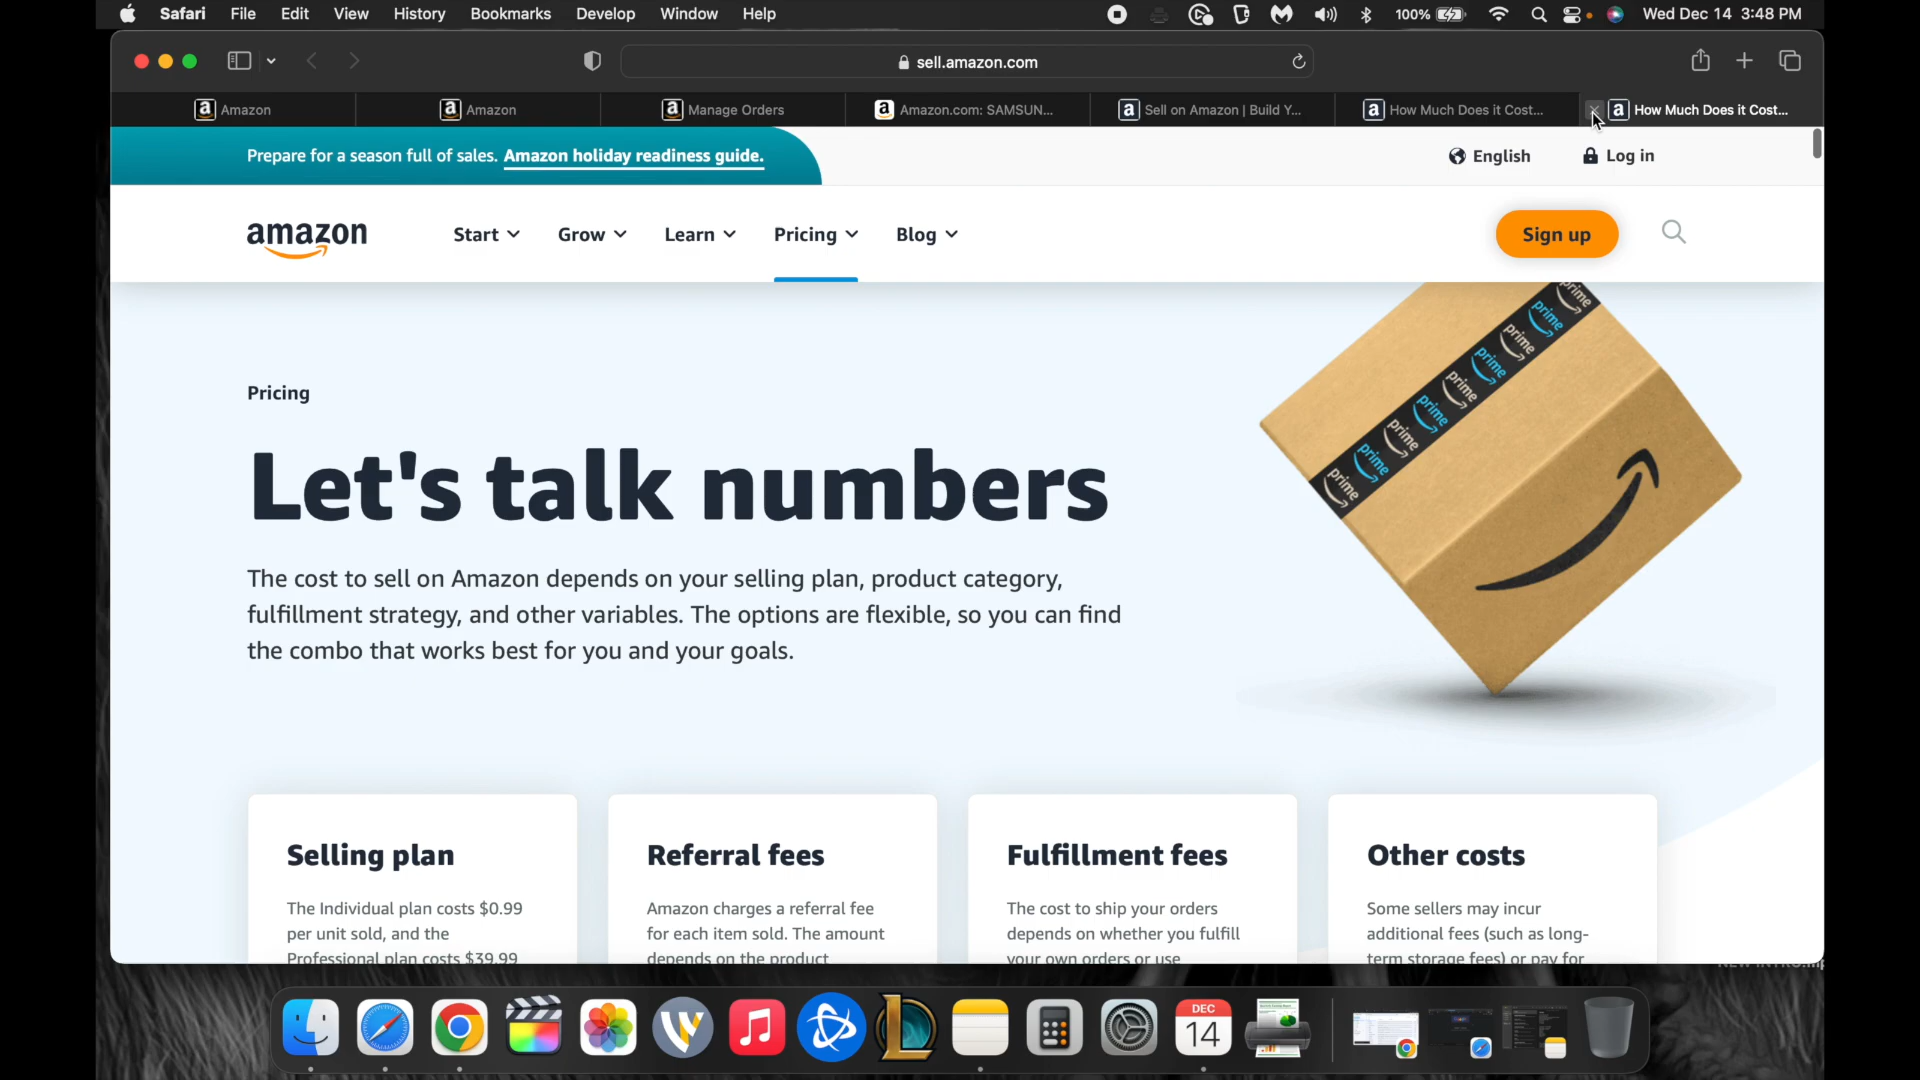 Safari File Edit View History Bookmarks Develop Window Help 100% Wed Dec 14 3:48 PM
sell.amazon.com
Amazon Amazon Manage Orders Amazon.com: SAMSUN... Sell on Amazon | Build Y... How Much Does it Cost... How Much Does it Cost...
Prepare for a season full of sales. Amazon holiday readiness guide. English Log in
amazon Start Grow Learn Pricing Blog Sign up
prime prime prime prime prime prime prime prime
Pricing
Let's talk numbers
The cost to sell on Amazon depends on your selling plan, product category,
fulfillment strategy, and other variables. The options are flexible, so you can find
the combo that works best for you and your goals.
Selling plan
The Individual plan costs $0.99
per unit sold, and the
Professional plan costs $39.99
Referral fees
Amazon charges a referral fee
for each item sold. The amount
depends on the product
Fulfillment fees
The cost to ship your orders
depends on whether you fulfill
your own orders or use
Other costs
Some sellers may incur
additional fees (such as long-
term storage fees) or pay for
DEC
14